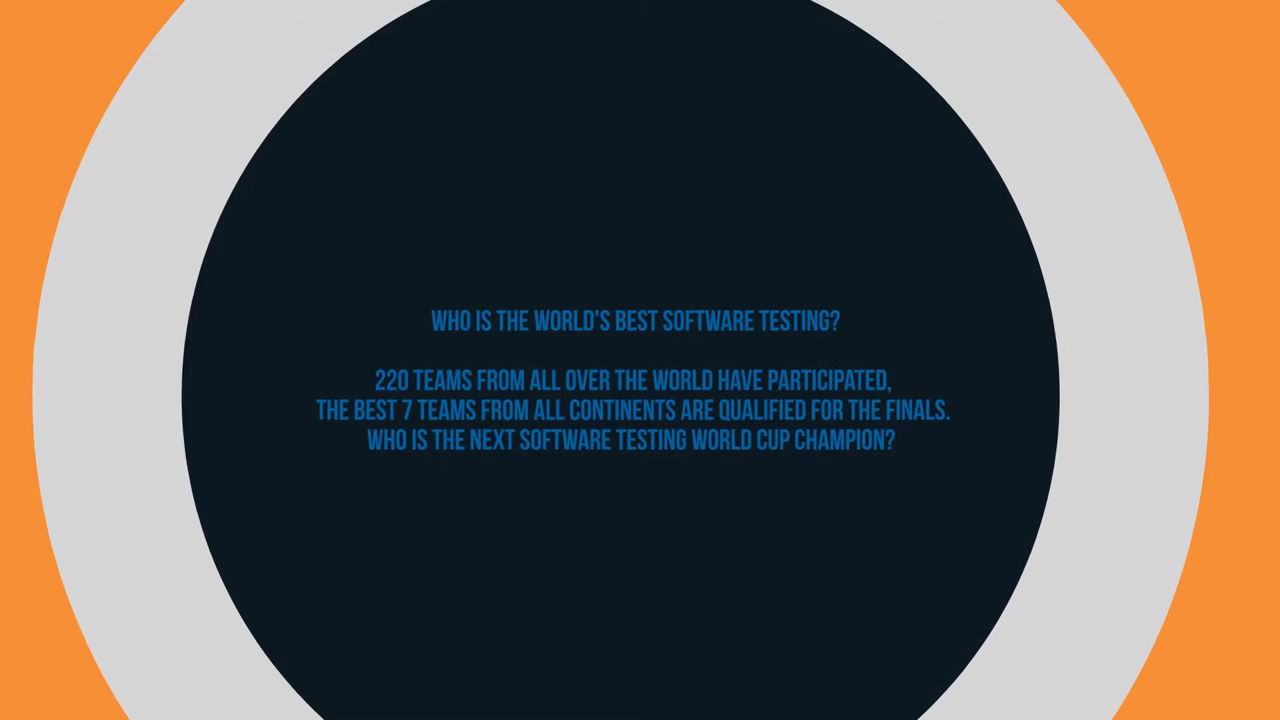 WHO IS THE WORLD'S BEST SOFTWARE TESTING?
220 TEAMS FROM ALL OVER THE WORLD HAVE PARTICIPATED,
THE BEST 7 TEAMS FROM ALL CONTINENTS ARE QUALIFIED FOR THE FINALS.
WHO IS THE NEXT SOFTWARE TESTING WORLD CUP CHAMPION?